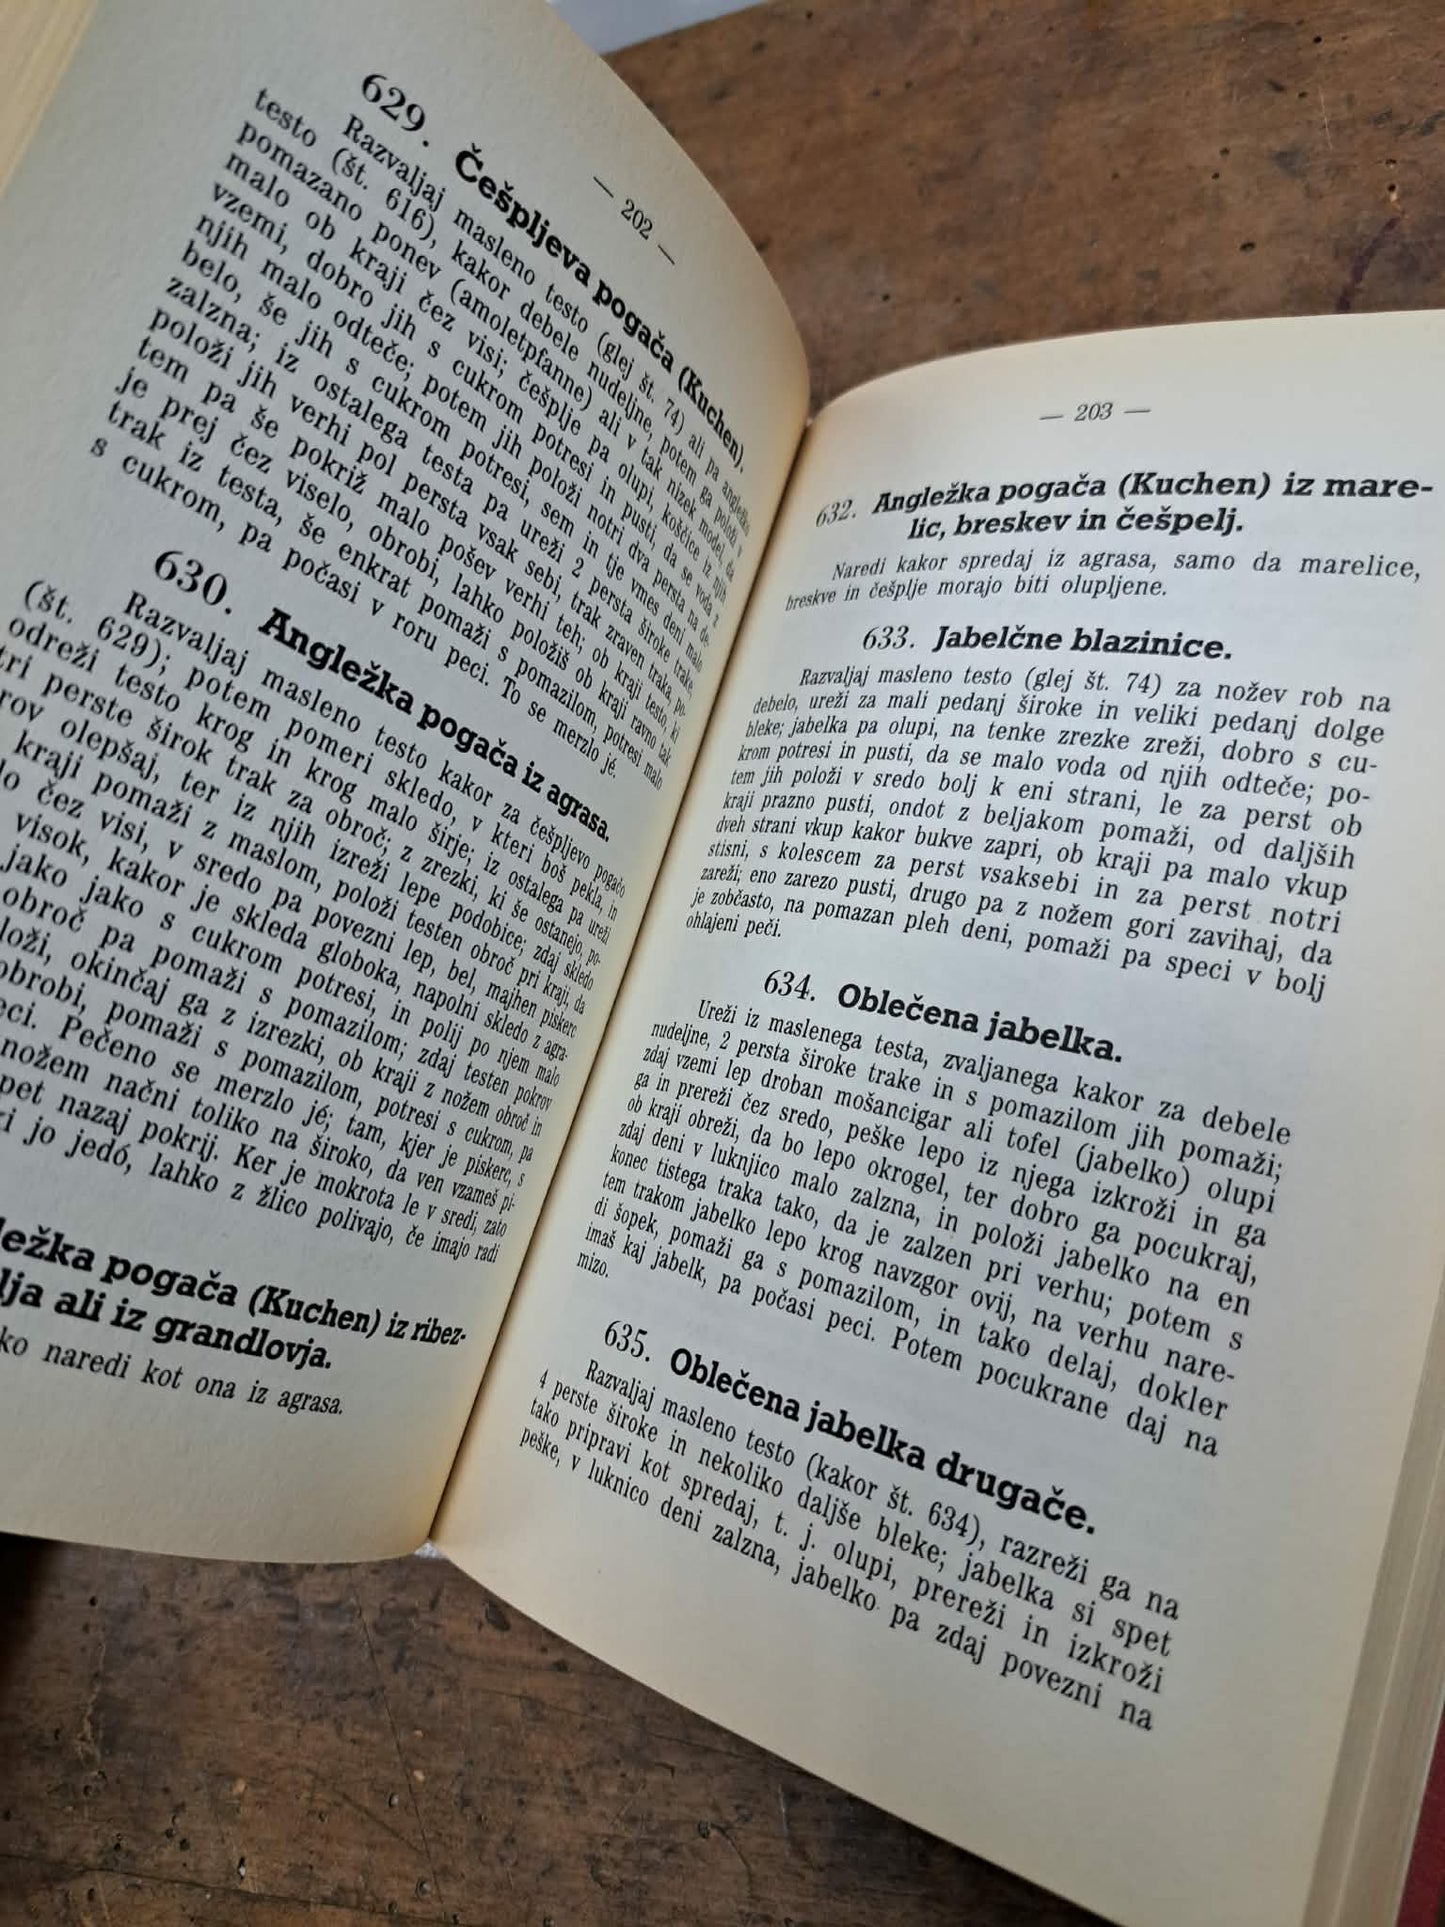 — 202 —
629. Češpljeva pogača (Kuchen).
Razvaljaj masleno testo (glej št. 74) ali pa angležko
testo (št. 616), kakor debele nudeljne, potem ga položi v
pomazano ponev (amoletpfanne) ali v tak nizek model, da
malo ob kraji čez visi; češplje pa olupi, koščice iz njih
vzemi, dobro jih s cukrom potresi in pusti, da se voda z
njih malo odteče; potem jih položi notri dva persta na de-
belo, še jih s cukrom potresi, sem in tje vmes deni malo
zalzna; iz ostalega testa pa ureži 2 persta široke trake,
položi jih verhi pol persta vsak sebi, trak zraven traka, po-
tem pa še pokriž malo pošev verhi teh; ob kraji testo, ki
je prej čez viselo, obrobi, lahko položiš ob kraji ravno tak
trak iz testa, še enkrat pomaži s pomazilom, potresi malo
s cukrom, pa počasi v roru peci. To se merzlo jé.
630. Angležka pogača iz agrasa.
Razvaljaj masleno testo kakor za češpljevo pogačo
(št. 629); potem pomeri skledo, v kteri boš pekla, in
odreži testo krog in krog malo širje; iz ostalega pa ureži
tri perste širok trak za obroč; z zrezki, ki še ostanejo, po-
rov olepšaj, ter iz njih izreži lepe podobice; zdaj skledo
kraji pomaži z maslom, položi testen obroč pri kraji, da
lo čez visi, v sredo pa povezni lep, bel, majhen piskerc
visok, kakor je skleda globoka, napolni skledo z agra-
jako jako s cukrom potresi, in polij po njem malo
obroč pa pomaži s pomazilom; zdaj testen pokrov
loži, okinčaj ga z izrezki, ob kraji z nožem obroč in
obrobi, pomaži s pomazilom, potresi s cukrom, pa
eci. Pečeno se merzlo jé; tam, kjer je piskerc, s
nožem načni toliko na široko, da ven vzameš pi-
pet nazaj pokrij. Ker je mokrota le v sredi, zato
ri jo jedó, lahko z žlico polivajo, če imajo radi
ležka pogača (Kuchen) iz ribez-
lja ali iz grandlovja.
ko naredi kot ona iz agrasa.
— 203 —
632. Angležka pogača (Kuchen) iz mare-
lic, breskev in češpelj.
Naredi kakor spredaj iz agrasa, samo da marelice,
breskve in češplje morajo biti olupljene.
633. Jabelčne blazinice.
Razvaljaj masleno testo (glej št. 74) za nožev rob na
debelo, ureži za mali pedanj široke in veliki pedanj dolge
bleke; jabelka pa olupi, na tenke zrezke zreži, dobro s cu-
krom potresi in pusti, da se malo voda od njih odteče; po-
tem jih položi v sredo bolj k eni strani, le za perst ob
kraji prazno pusti, ondot z beljakom pomaži, od daljših
dveh strani vkup kakor bukve zapri, ob kraji pa malo vkup
stisni, s kolescem za perst vsaksebi in za perst notri
zareži; eno zarezo pusti, drugo pa z nožem gori zavihaj, da
je zobčasto, na pomazan pleh deni, pomaži pa speci v bolj
ohlajeni peči.
634. Oblečena jabelka.
Ureži iz maslenega testa, zvaljanega kakor za debele
nudeljne, 2 persta široke trake in s pomazilom jih pomaži;
zdaj vzemi lep droban mošancigar ali tofel (jabelko) olupi
ga in prereži čez sredo, peške lepo iz njega izkroži in ga
ob kraji obreži, da bo lepo okrogel, ter dobro ga pocukraj,
zdaj deni v luknjico malo zalzna, in položi jabelko na en
konec tistega traka tako, da je zalzen pri verhu; potem s
tem trakom jabelko lepo krog navzgor ovij, na verhu nare-
di šopek, pomaži ga s pomazilom, in tako delaj, dokler
imaš kaj jabelk, pa počasi peci. Potem pocukrane daj na
mizo.
635. Oblečena jabelka drugače.
Razvaljaj masleno testo (kakor št. 634), razreži ga na
4 perste široke in nekoliko daljše bleke; jabelka si spet
tako pripravi kot spredaj, t. j. olupi, prereži in izkroži
peške, v luknico deni zalzna, jabelko pa zdaj povezni na